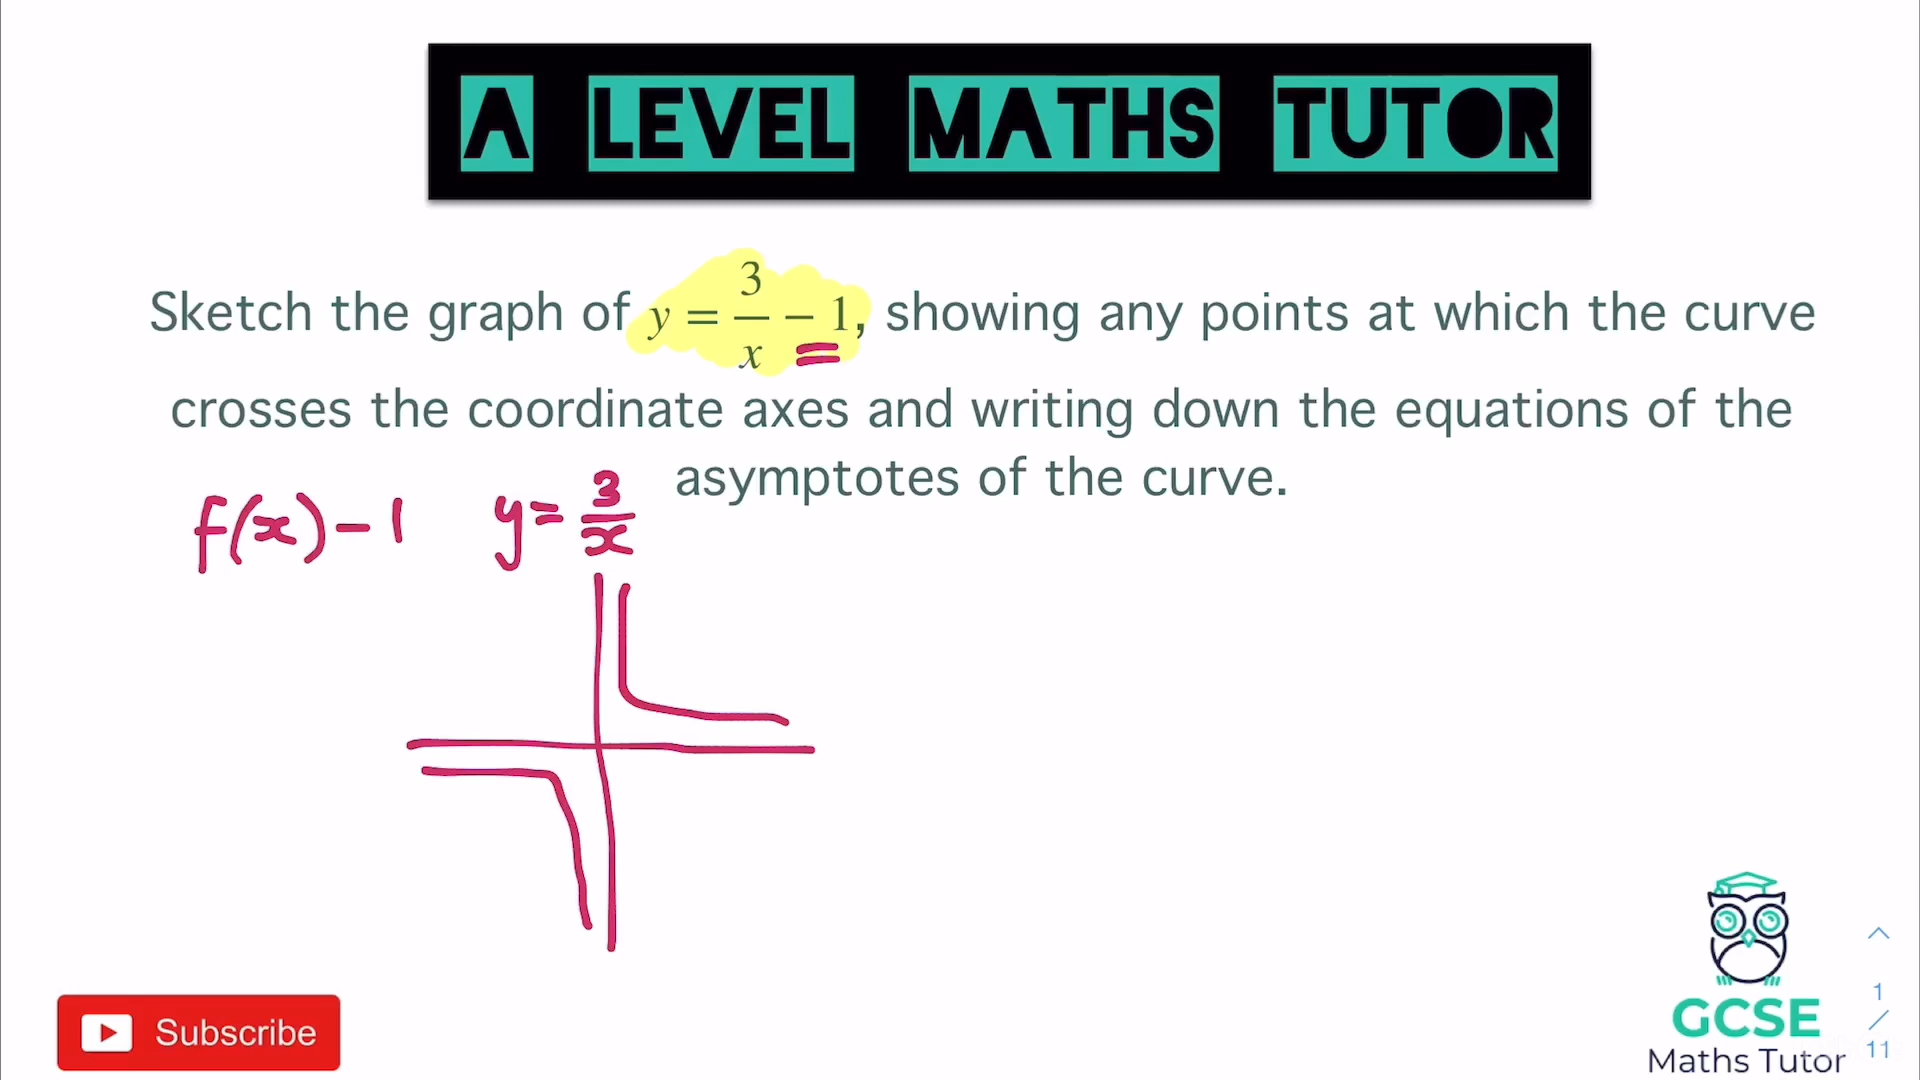 A LEVEL MATHS TUTOR
Sketch the graph of y = 3/x − 1, showing any points at which the curve
crosses the coordinate axes and writing down the equations of the
asymptotes of the curve.
f(x) − 1 y = 3/x
Subscribe
GCSE
Maths Tutor
1
/
11